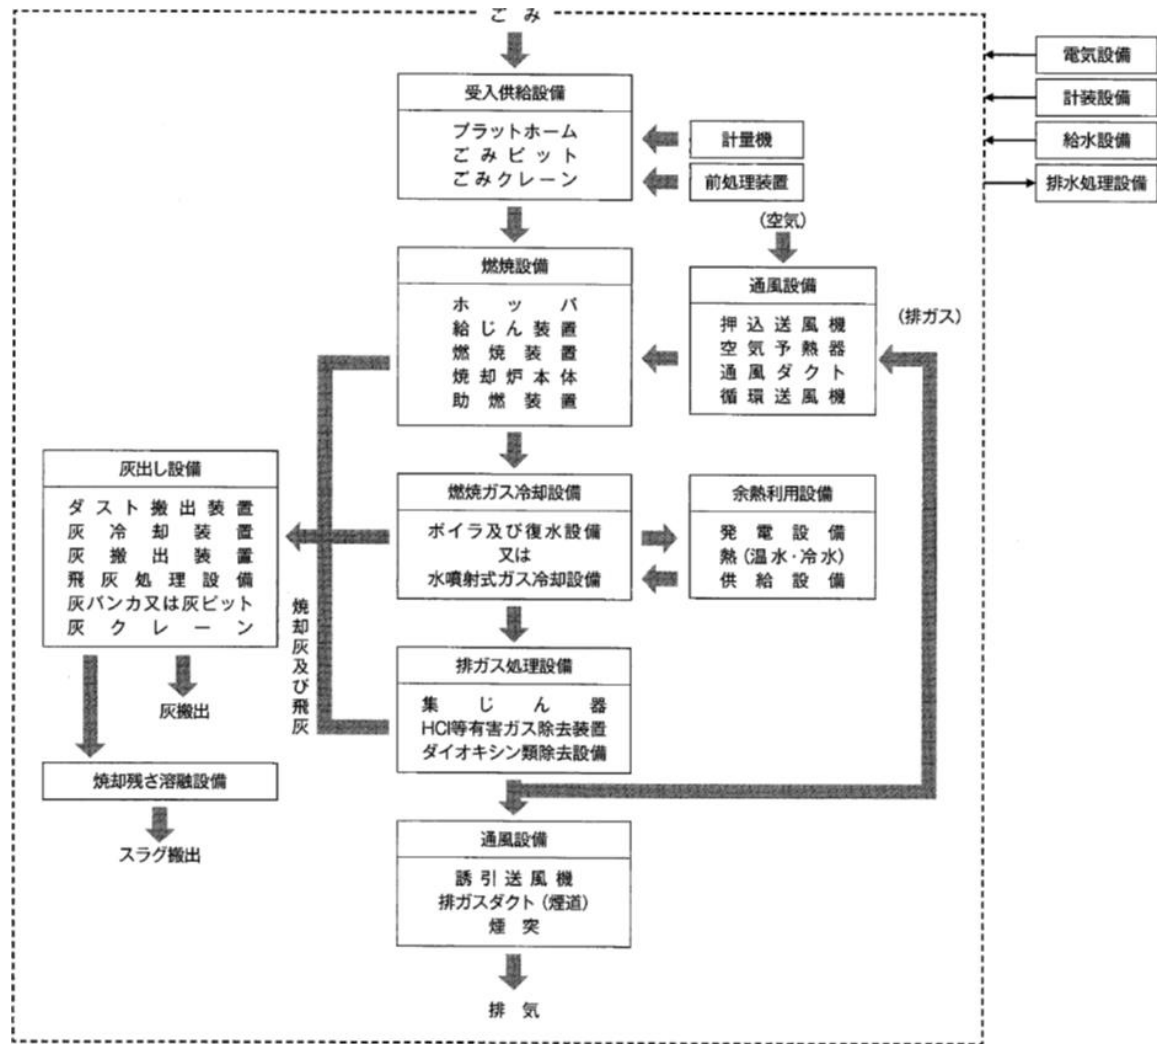 ごみ
受入供給設備
プラットホーム
ごみピット
ごみクレーン
計量機
前処理装置
電気設備
計装設備
給水設備
排水処理設備
(空気)
燃焼設備
ホッパ
給じん装置
燃焼装置
焼却炉本体
助燃装置
通風設備
押込送風機
空気予熱器
通風ダクト
循環送風機
(排ガス)
灰出し設備
ダスト搬出装置
灰冷却装置
灰搬出装置
飛灰処理設備
灰バンカ又は灰ピット
灰クレーン
燃焼ガス冷却設備
ボイラ及び復水設備
又は
水噴射式ガス冷却設備
余熱利用設備
発電設備
熱(温水・冷水)
供給設備
焼却灰及び飛灰
排ガス処理設備
集じん器
HCl等有害ガス除去装置
ダイオキシン類除去設備
灰搬出
焼却残さ溶融設備
スラグ搬出
通風設備
誘引送風機
排ガスダクト(煙道)
煙突
排気